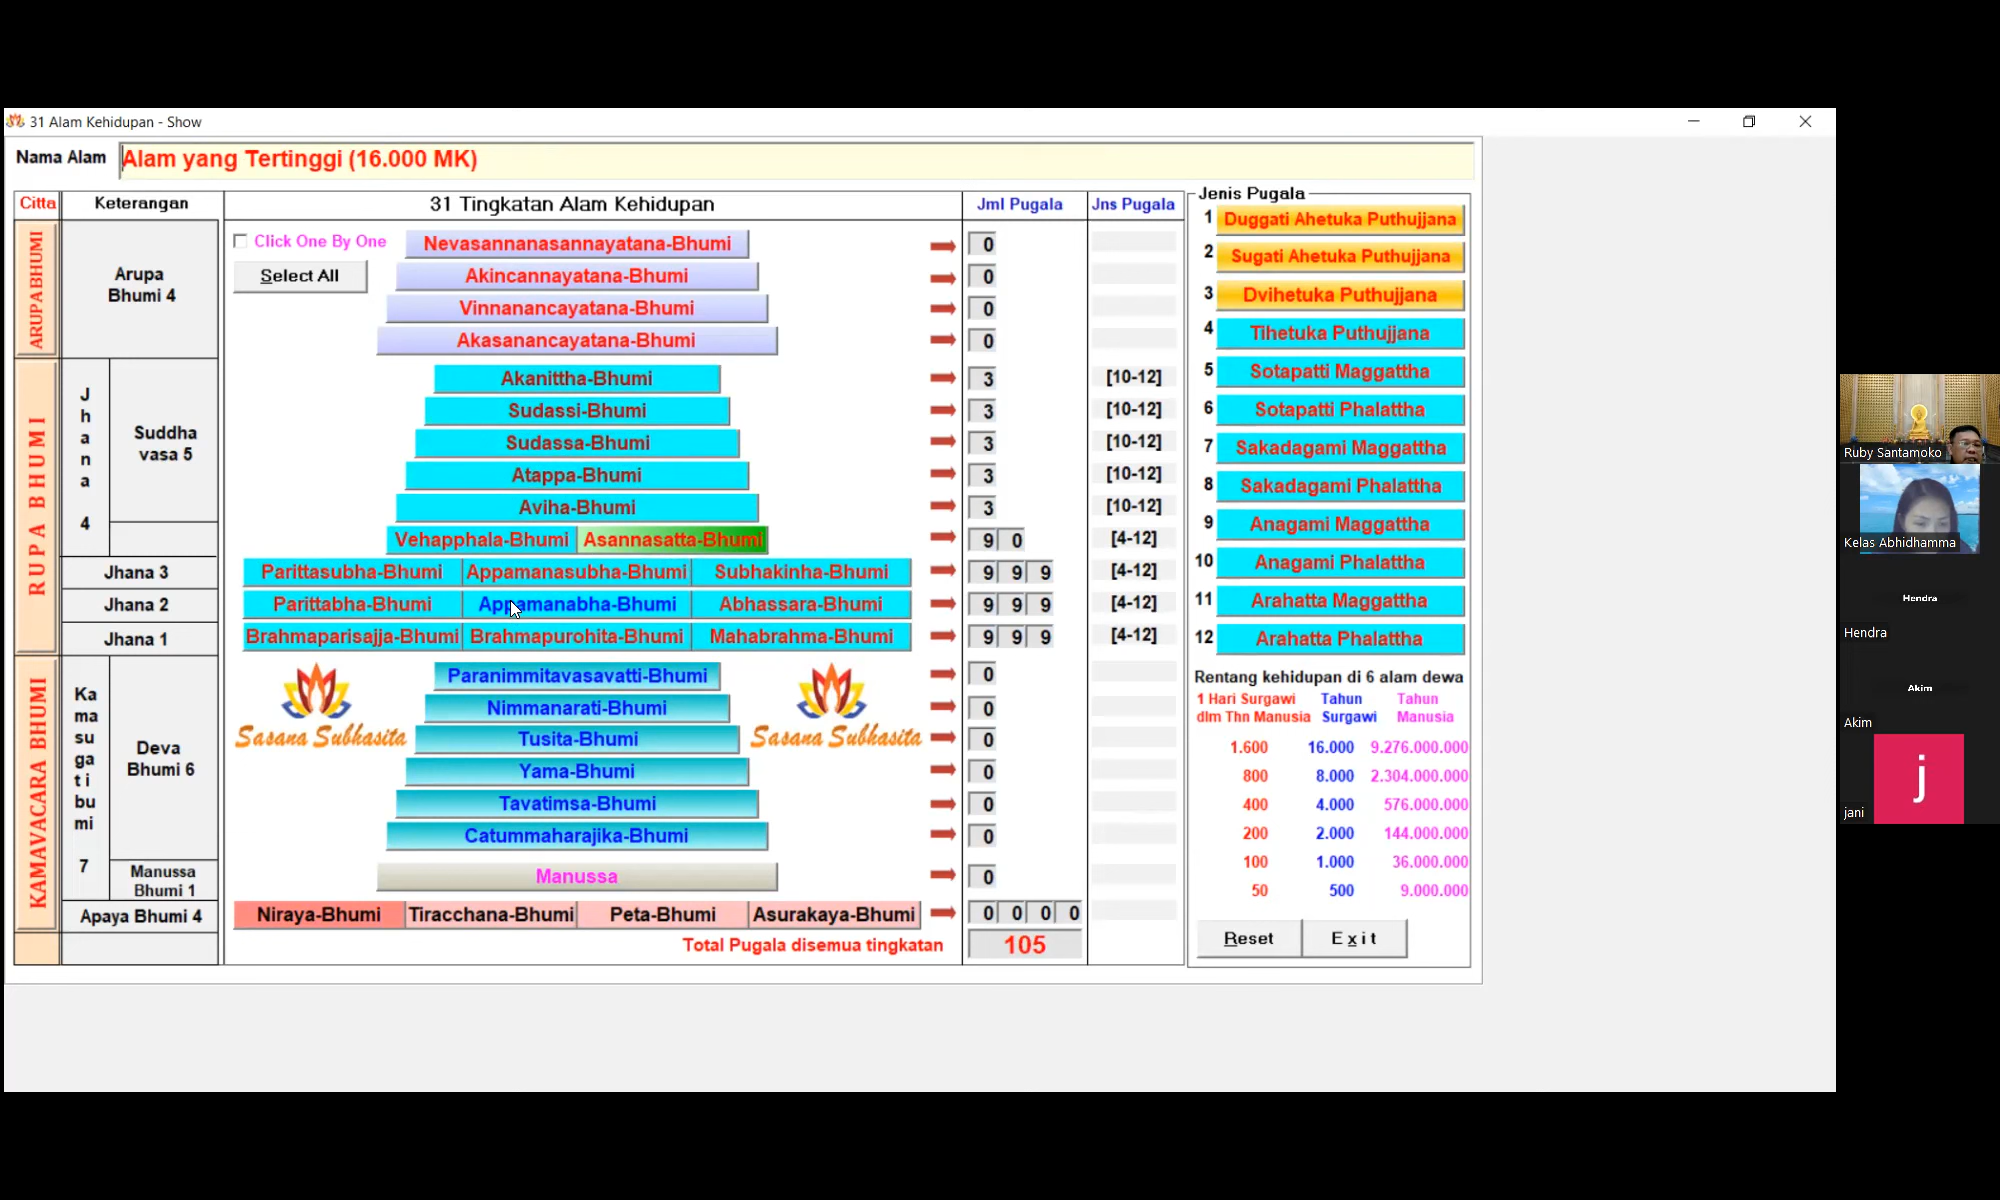 31 Alam Kehidupan - Show
Nama Alam Alam yang Tertinggi (16.000 MK)
Citta Keterangan 31 Tingkatan Alam Kehidupan Jml Pugala Jns Pugala
ARUPABHUMI
Arupa
Bhumi 4
Click One By One
Select All
Nevasannanasannayatana-Bhumi 0
Akincannayatana-Bhumi 0
Vinnanancayatana-Bhumi 0
Akasanancayatana-Bhumi 0
RUPA BHUMI
Jhana 4
Suddha
vasa 5
Akanittha-Bhumi 3 [10-12]
Sudassi-Bhumi 3 [10-12]
Sudassa-Bhumi 3 [10-12]
Atappa-Bhumi 3 [10-12]
Aviha-Bhumi 3 [10-12]
Vehapphala-Bhumi Asannasatta-Bhumi 9 0 [4-12]
Jhana 3 Parittasubha-Bhumi Appamanasubha-Bhumi Subhakinha-Bhumi 9 9 9 [4-12]
Jhana 2 Parittabha-Bhumi Appamanabha-Bhumi Abhassara-Bhumi 9 9 9 [4-12]
Jhana 1 Brahmaparisajja-Bhumi Brahmapurohita-Bhumi Mahabrahma-Bhumi 9 9 9 [4-12]
KAMAVACARA BHUMI
Ka
ma
su
ga
t i
bu
mi
7
Deva
Bhumi 6
Sasana Subhasita
Sasana Subhasita
Paranimmitavasavatti-Bhumi 0
Nimmanarati-Bhumi 0
Tusita-Bhumi 0
Yama-Bhumi 0
Tavatimsa-Bhumi 0
Catummaharajika-Bhumi 0
Manussa
Bhumi 1
Manussa 0
Apaya Bhumi 4 Niraya-Bhumi Tiracchana-Bhumi Peta-Bhumi Asurakaya-Bhumi 0 0 0 0
Total Pugala disemua tingkatan 105
Jenis Pugala
1 Duggati Ahetuka Puthujjana
2 Sugati Ahetuka Puthujjana
3 Dvihetuka Puthujjana
4 Tihetuka Puthujjana
5 Sotapatti Maggattha
6 Sotapatti Phalattha
7 Sakadagami Maggattha
8 Sakadagami Phalattha
9 Anagami Maggattha
10 Anagami Phalattha
11 Arahatta Maggattha
12 Arahatta Phalattha
Rentang kehidupan di 6 alam dewa
1 Hari Surgawi Tahun Tahun
dlm Thn Manusia Surgawi Manusia
1.600 16.000 9.276.000.000
800 8.000 2.304.000.000
400 4.000 576.000.000
200 2.000 144.000.000
100 1.000 36.000.000
50 500 9.000.000
Reset Exit
Ruby Santamoko
Kelas Abhidhamma
Hendra
Hendra
Akim
Akim
j
jani